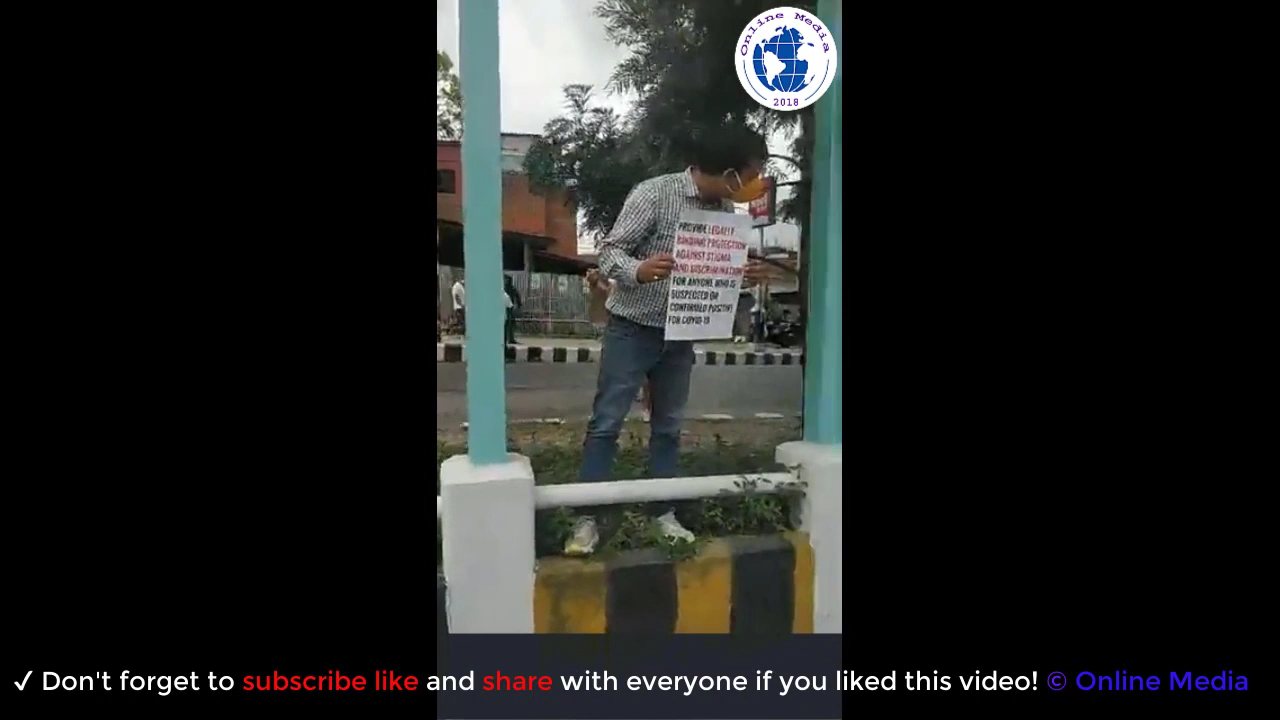 Online Media
2018
PROVIDE LEGALLY
BINDING PROTECTION
AGAINST STIGMA
AND DISCRIMINATION
FOR ANYONE WHO IS
SUSPECTED OR
CONFIRMED POSITIVE
FOR COVID-19
✓ Don't forget to subscribe like and share with everyone if you liked this video! © Online Media